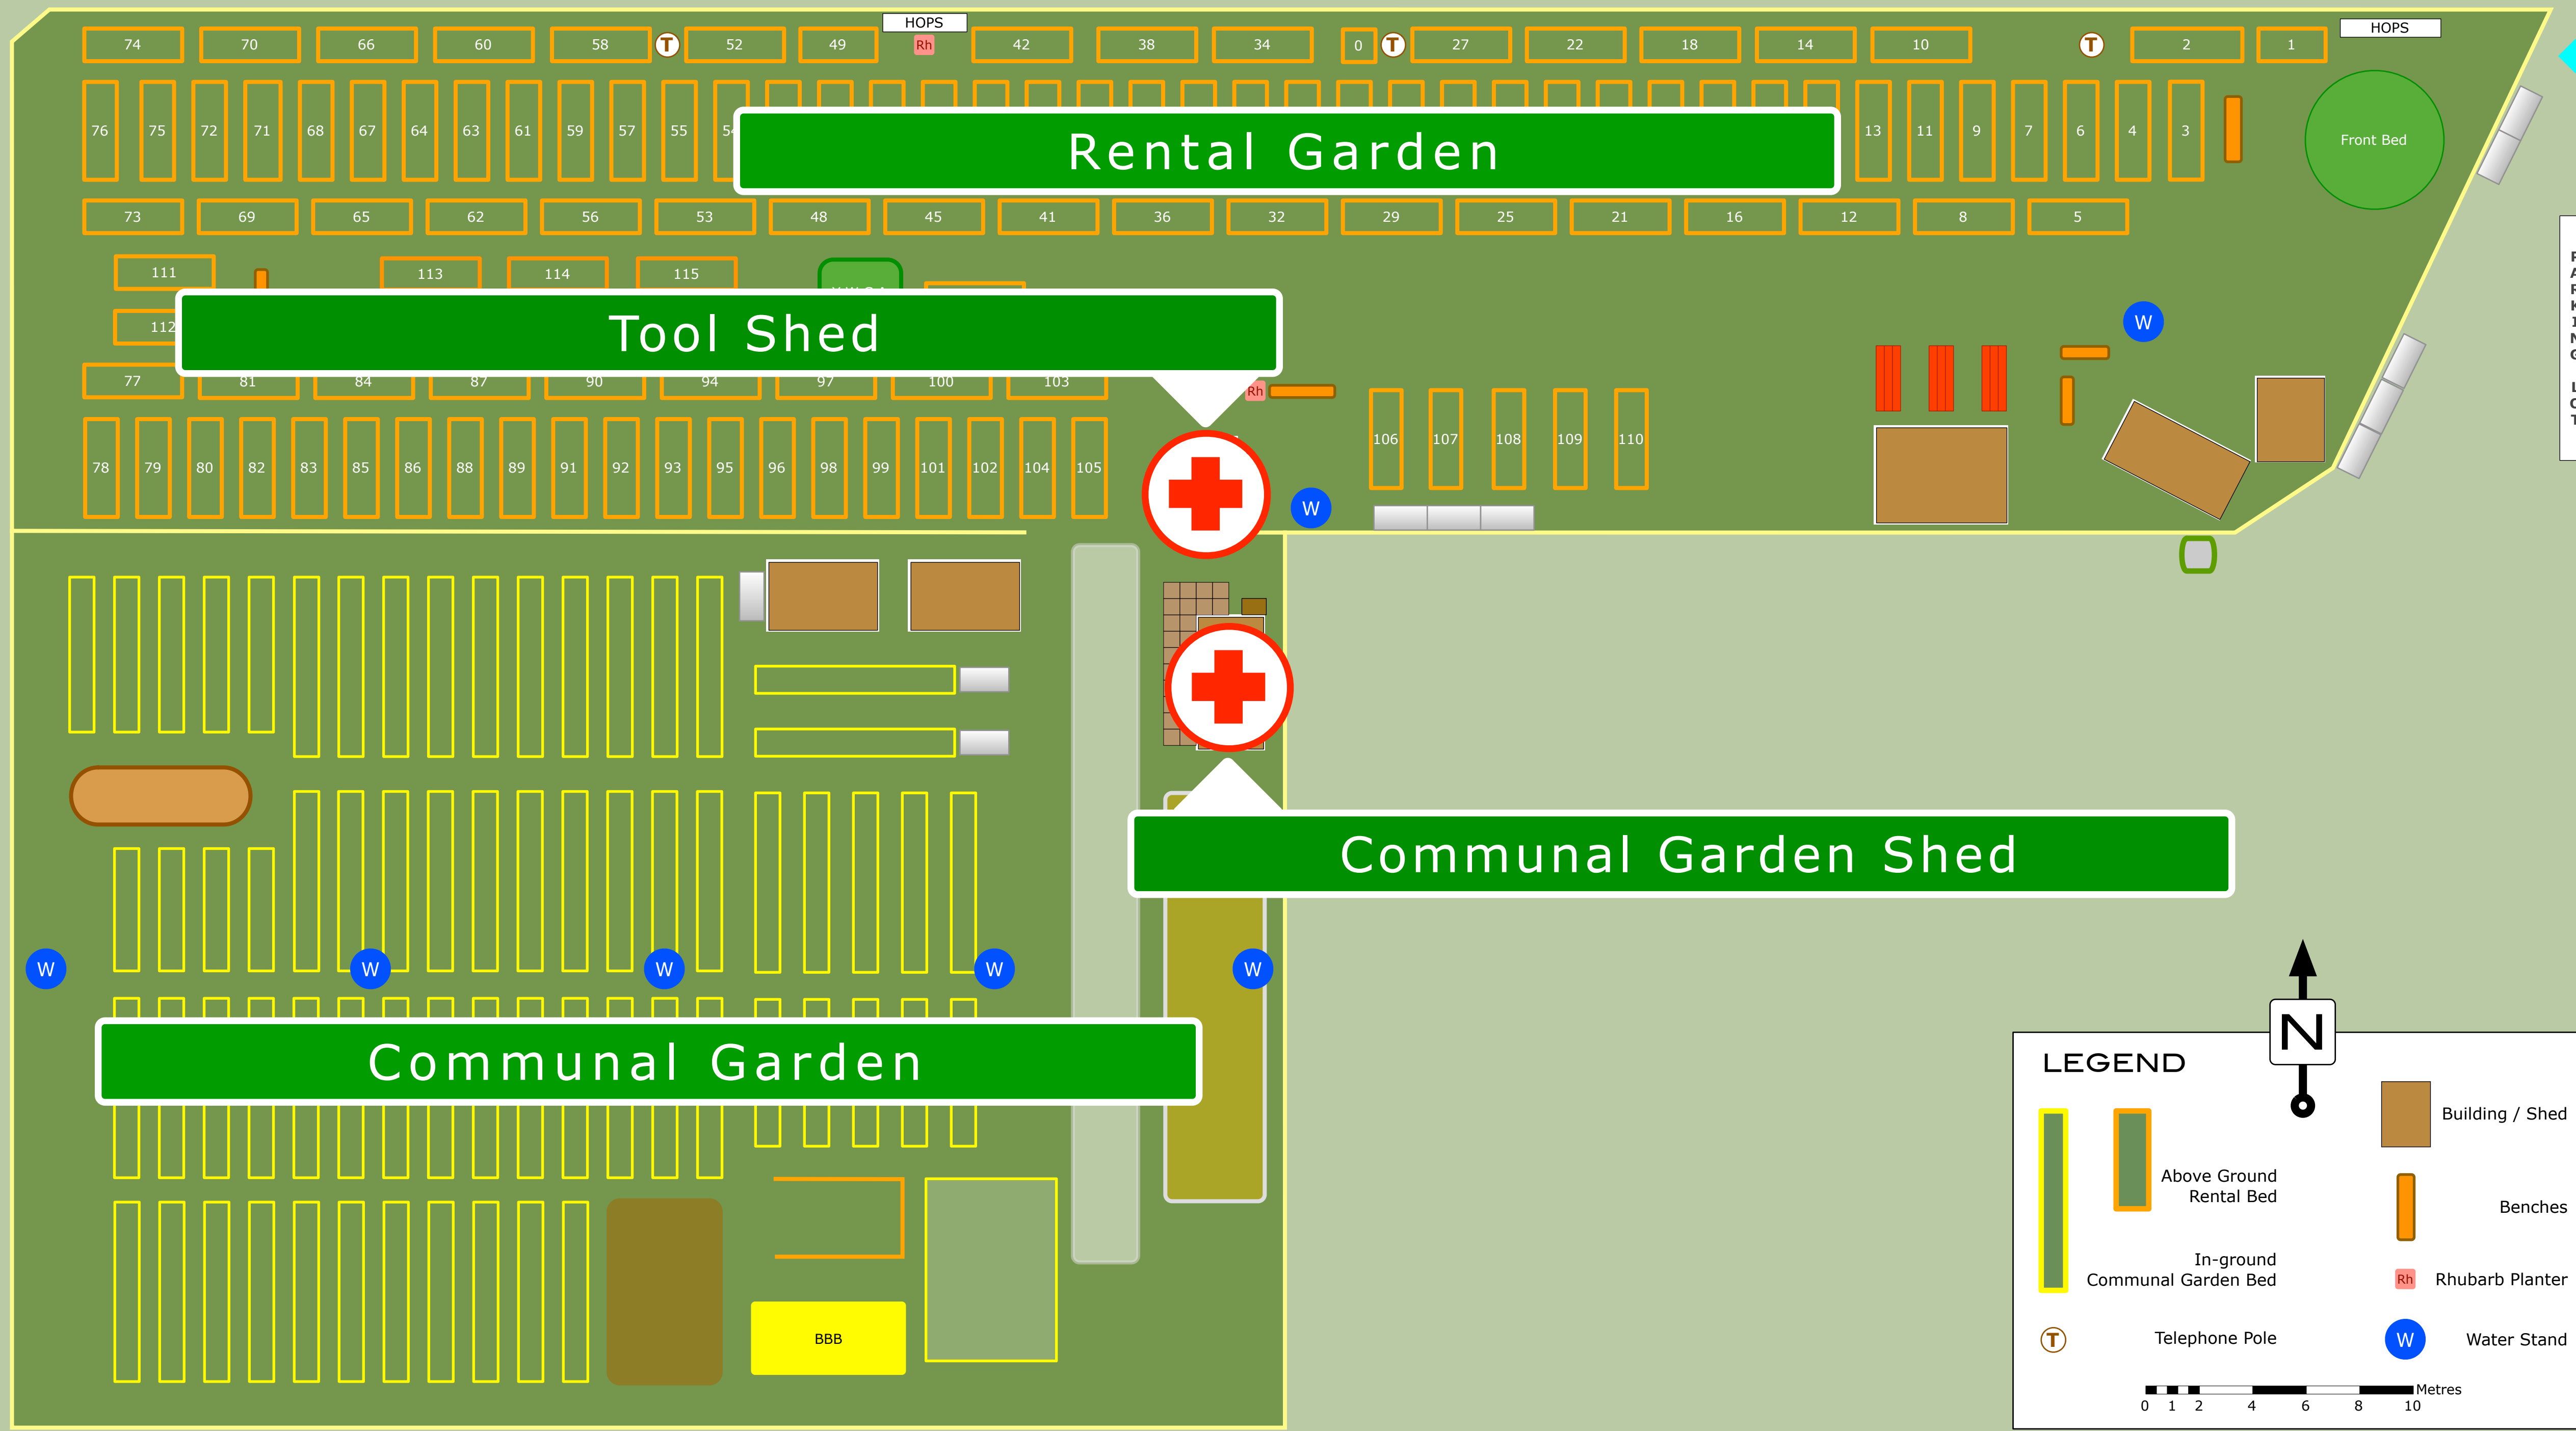 HOPS
HOPS
74 70 66 60 58 T 52 49 Rh 42 38 34 0 T 27 22 18 14 10 T 2 1
76 75 72 71 68 67 64 63 61 59 57 55 13 11 9 7 6 4 3
Front Bed
Rental Garden
73 69 65 62 56 53 48 45 41 36 32 29 25 21 16 12 8 5
111 113 114 115
112
Tool Shed
W
77 81 84 87 90 94 97 100 103
Rh
106 107 108 109 110
78 79 80 82 83 85 86 88 89 91 92 93 95 96 98 99 101 102 104 105
W
Communal Garden Shed
W W W W W
Communal Garden
BBB
N
LEGEND
Building / Shed
Above Ground
Rental Bed
Benches
In-ground
Communal Garden Bed
Rh Rhubarb Planter
T Telephone Pole
W Water Stand
Metres
0 1 2 4 6 8 10